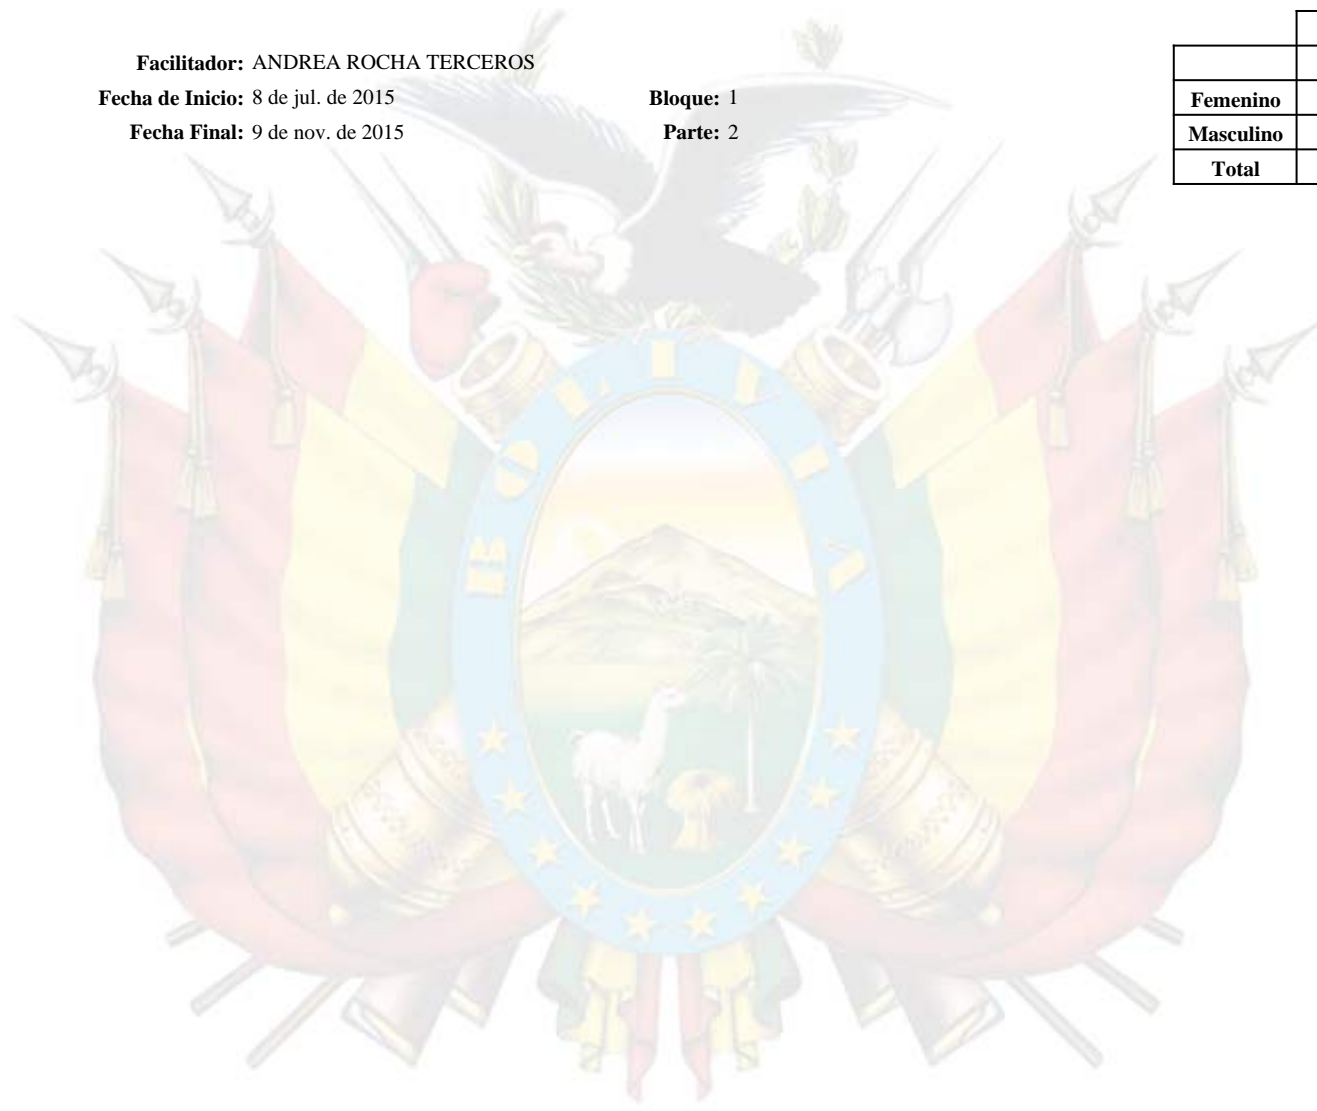 Facilitador: ANDREA ROCHA TERCEROS
Fecha de Inicio: 8 de jul. de 2015 Bloque: 1
Fecha Final: 9 de nov. de 2015 Parte: 2
Femenino
Masculino
Total
BOLIVIA